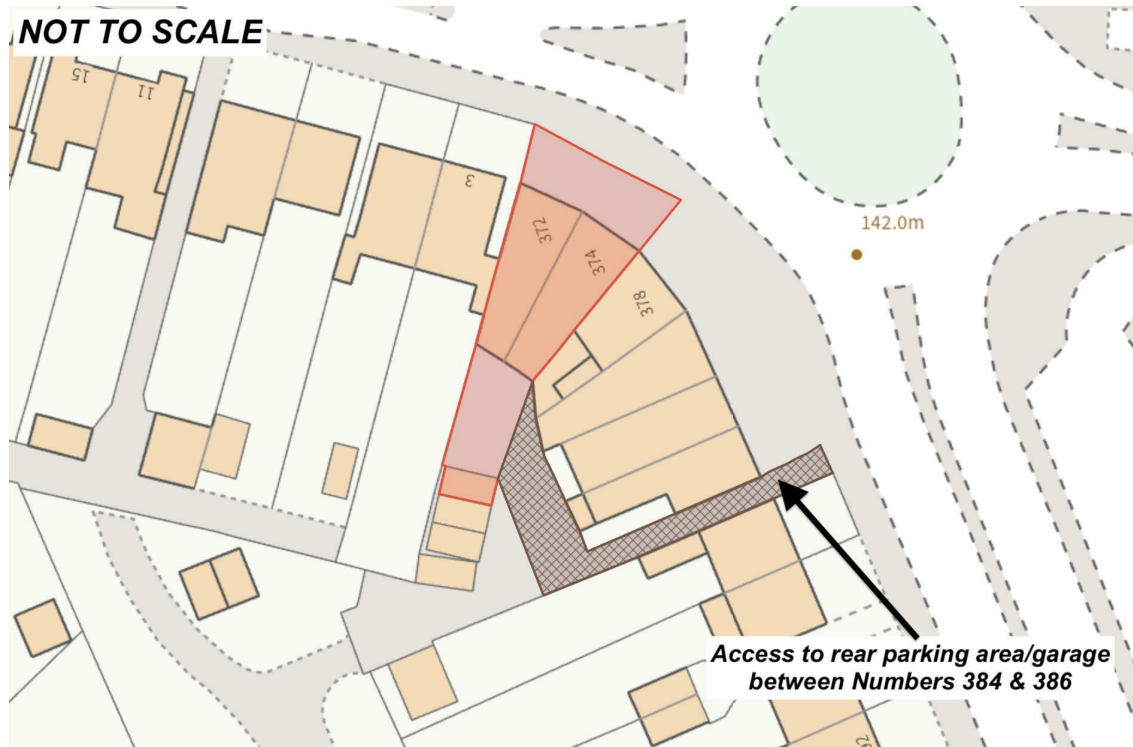 NOT TO SCALE
15
11
3
372
374
378
142.0m
Access to rear parking area/garage
between Numbers 384 & 386